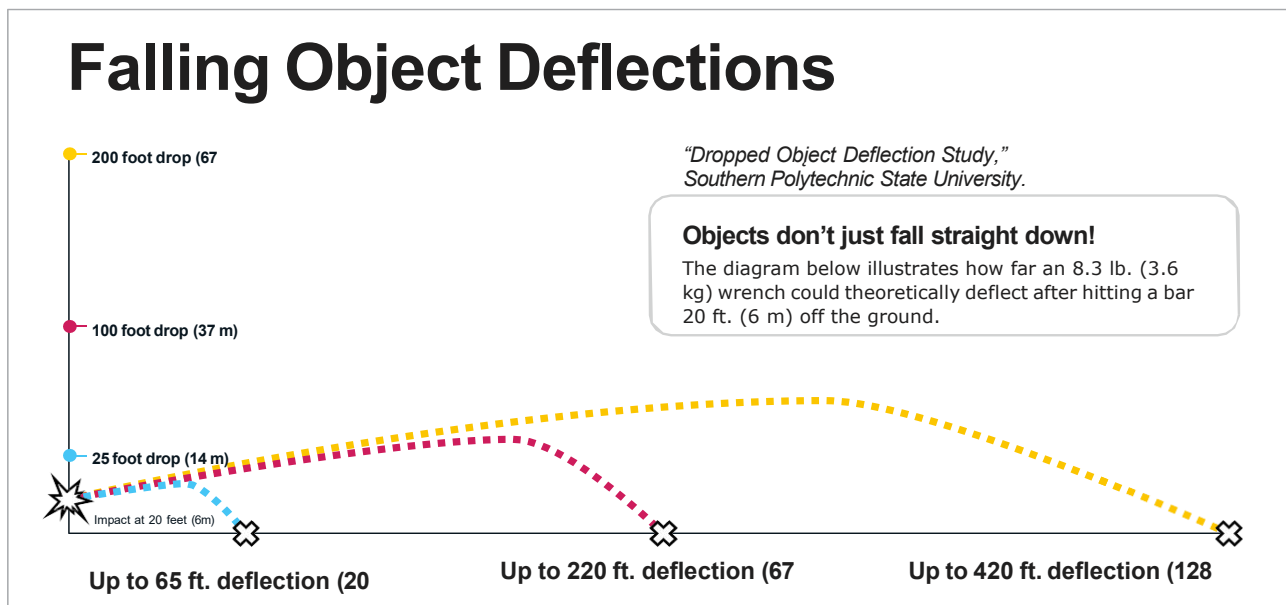 Falling Object Deflections
200 foot drop (67
“Dropped Object Deflection Study,”
Southern Polytechnic State University.
Objects don’t just fall straight down!
The diagram below illustrates how far an 8.3 lb. (3.6
kg) wrench could theoretically deflect after hitting a bar
20 ft. (6 m) off the ground.
100 foot drop (37 m)
25 foot drop (14 m)
Impact at 20 feet (6m)
Up to 65 ft. deflection (20
Up to 220 ft. deflection (67
Up to 420 ft. deflection (128